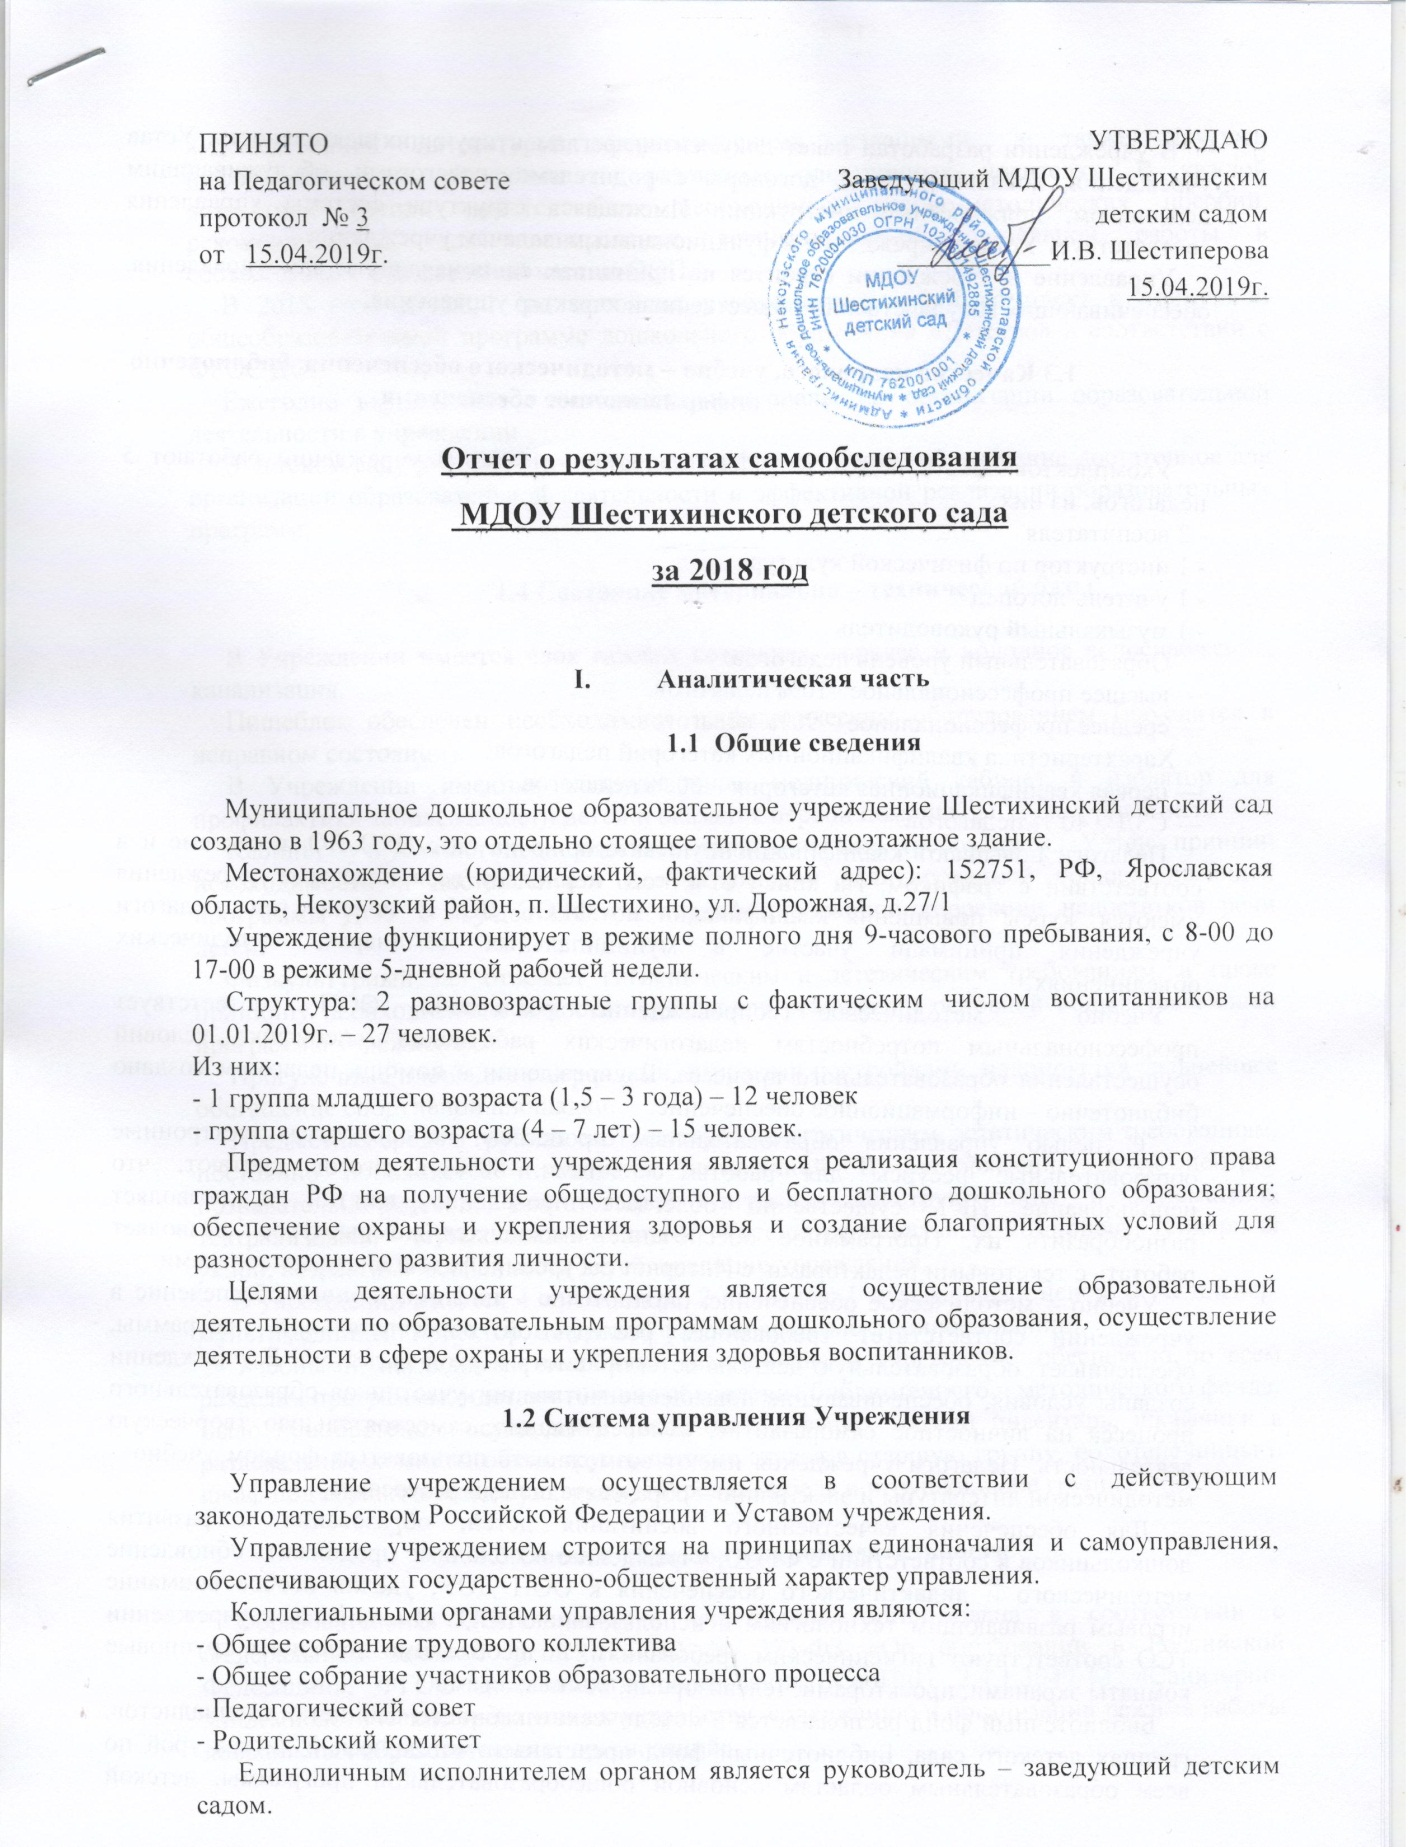 ПРИНЯТО
на Педагогическом совете
протокол № 3
от 15.04.2019г.
УТВЕРЖДАЮ
Заведующий МДОУ Шестихинским
детским садом
И.В. Шестиперова
15.04.2019г.
МДОУ
Шестихинский
детский сад
ИНН 7620004030 ОГРН
КПП 762001001
Отчет о результатах самообследования
МДОУ Шестихинского детского сада
за 2018 год
I. Аналитическая часть
1.1 Общие сведения
Муниципальное дошкольное образовательное учреждение Шестихинский детский сад
создано в 1963 году, это отдельно стоящее типовое одноэтажное здание.
Местонахождение (юридический, фактический адрес): 152751, РФ, Ярославская
область, Некоузский район, п. Шестихино, ул. Дорожная, д.27/1
Учреждение функционирует в режиме полного дня 9-часового пребывания, с 8-00 до
17-00 в режиме 5-дневной рабочей недели.
Структура: 2 разновозрастные группы с фактическим числом воспитанников на
01.01.2019г. – 27 человек.
Из них:
- 1 группа младшего возраста (1,5 – 3 года) – 12 человек
- группа старшего возраста (4 – 7 лет) – 15 человек.
Предметом деятельности учреждения является реализация конституционного права
граждан РФ на получение общедоступного и бесплатного дошкольного образования;
обеспечение охраны и укрепления здоровья и создание благоприятных условий для
разностороннего развития личности.
Целями деятельности учреждения является осуществление образовательной
деятельности по образовательным программам дошкольного образования, осуществление
деятельности в сфере охраны и укрепления здоровья воспитанников.
1.2 Система управления Учреждения
Управление учреждением осуществляется в соответствии с действующим
законодательством Российской Федерации и Уставом учреждения.
Управление учреждением строится на принципах единоначалия и самоуправления,
обеспечивающих государственно-общественный характер управления.
Коллегиальными органами управления учреждения являются:
- Общее собрание трудового коллектива
- Общее собрание участников образовательного процесса
- Педагогический совет
- Родительский комитет
Единоличным исполнителем органом является руководитель – заведующий детским
садом.